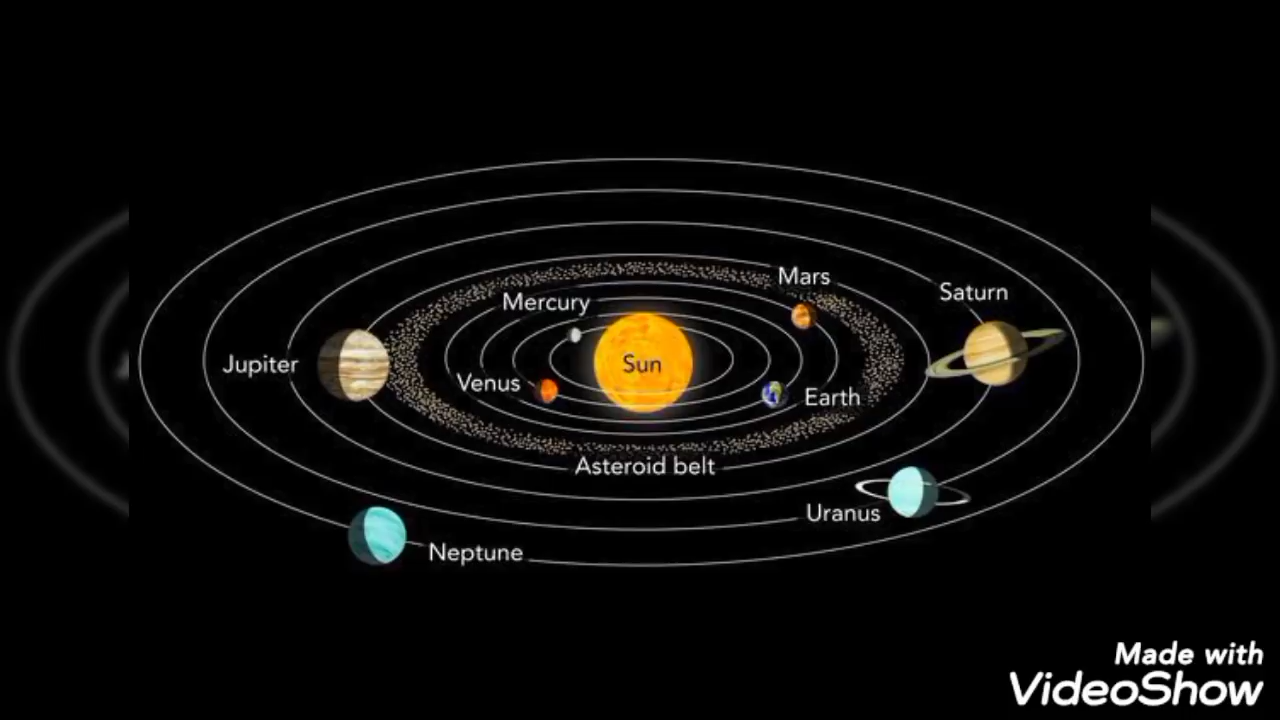 Mars
Saturn
Mercury
Jupiter
Sun
Venus
Earth
Asteroid belt
Uranus
Neptune
Made with
VideoShow